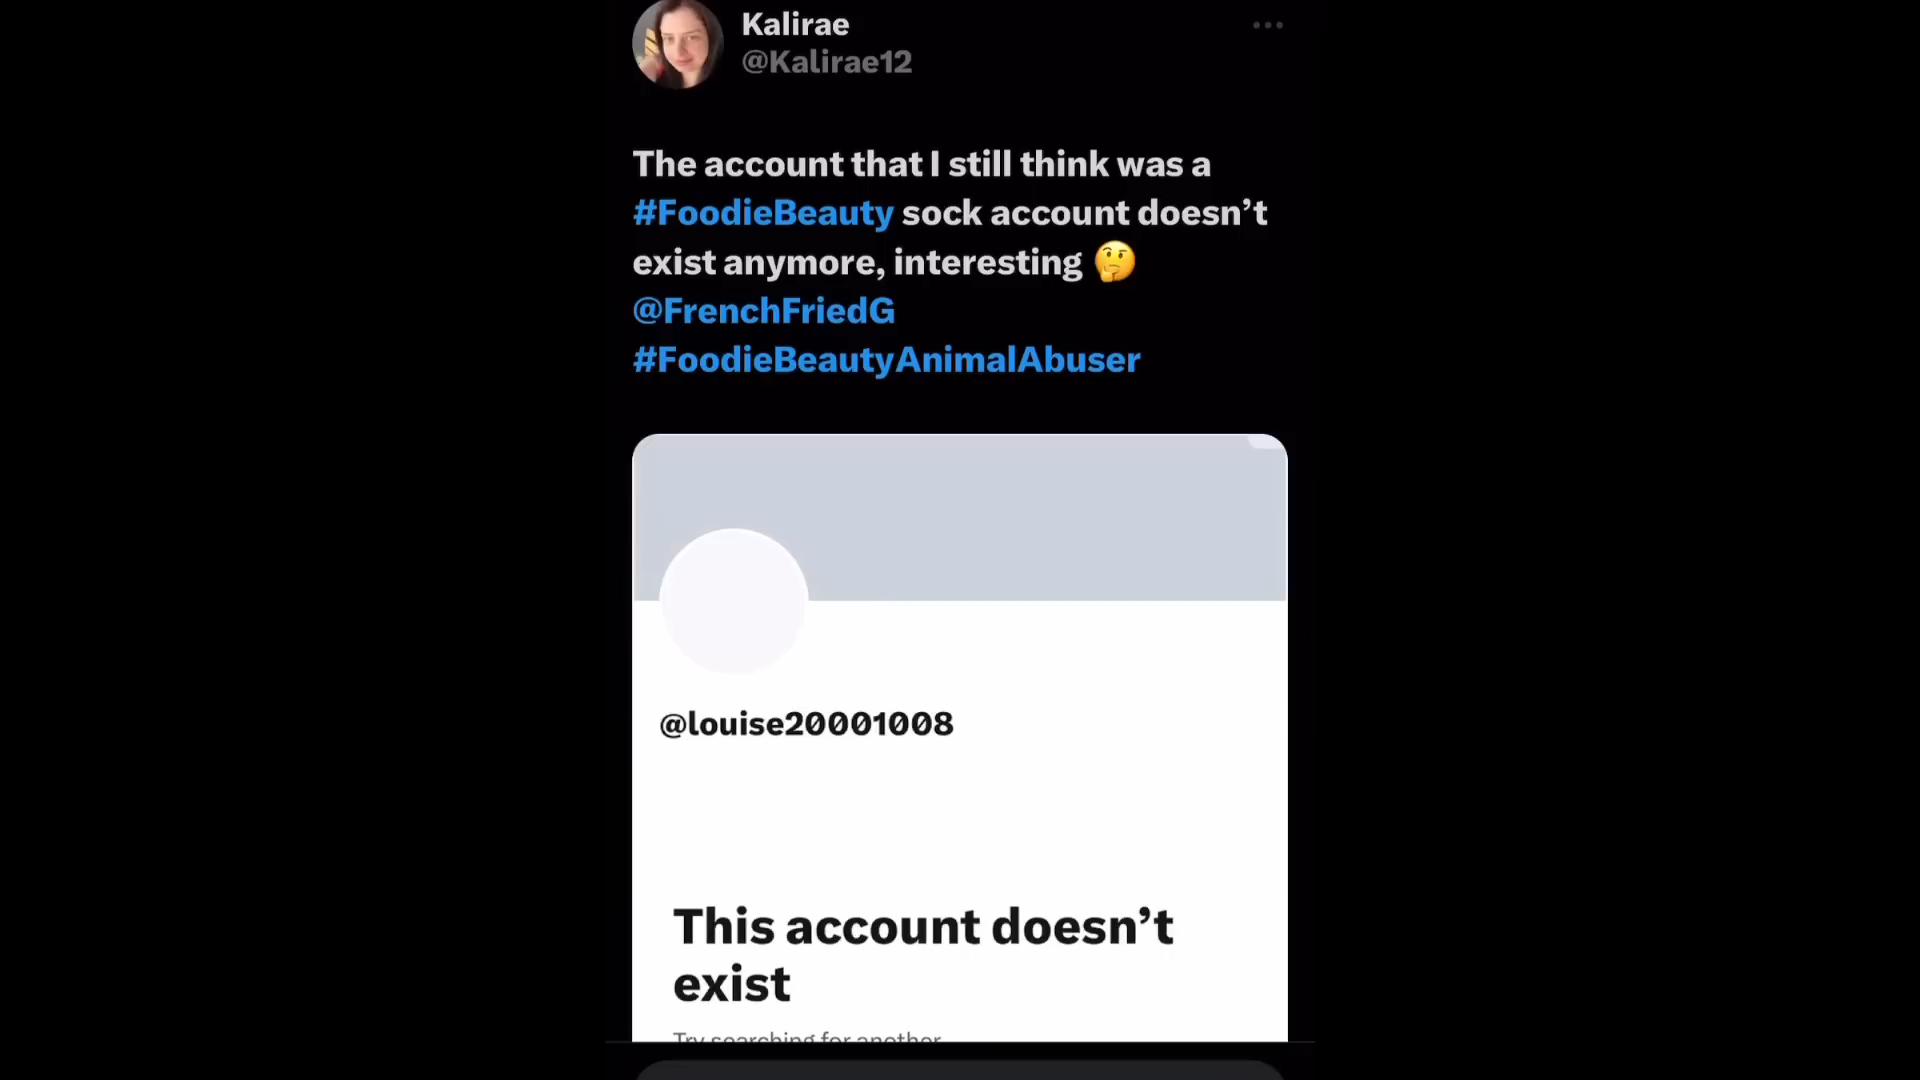 Kalirae
@Kalirae12
The account that I still think was a
#FoodieBeauty sock account doesn’t
exist anymore, interesting 🤔
@FrenchFriedG
#FoodieBeautyAnimalAbuser
@louise20001008
This account doesn’t
exist
Try searching for another